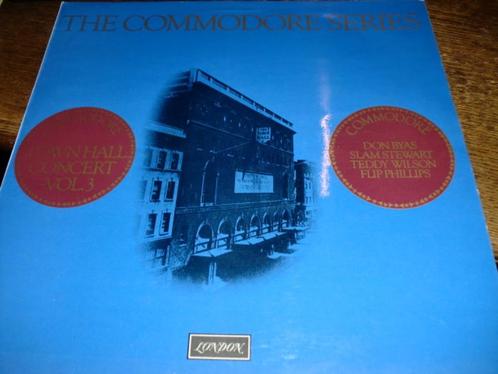 THE COMMODORE SERIES
TOWN HALL
CONCERT
VOL. 3
COMMODORE
DON BYAS
SLAM STEWART
TEDDY WILSON
FLIP PHILLIPS
LONDON